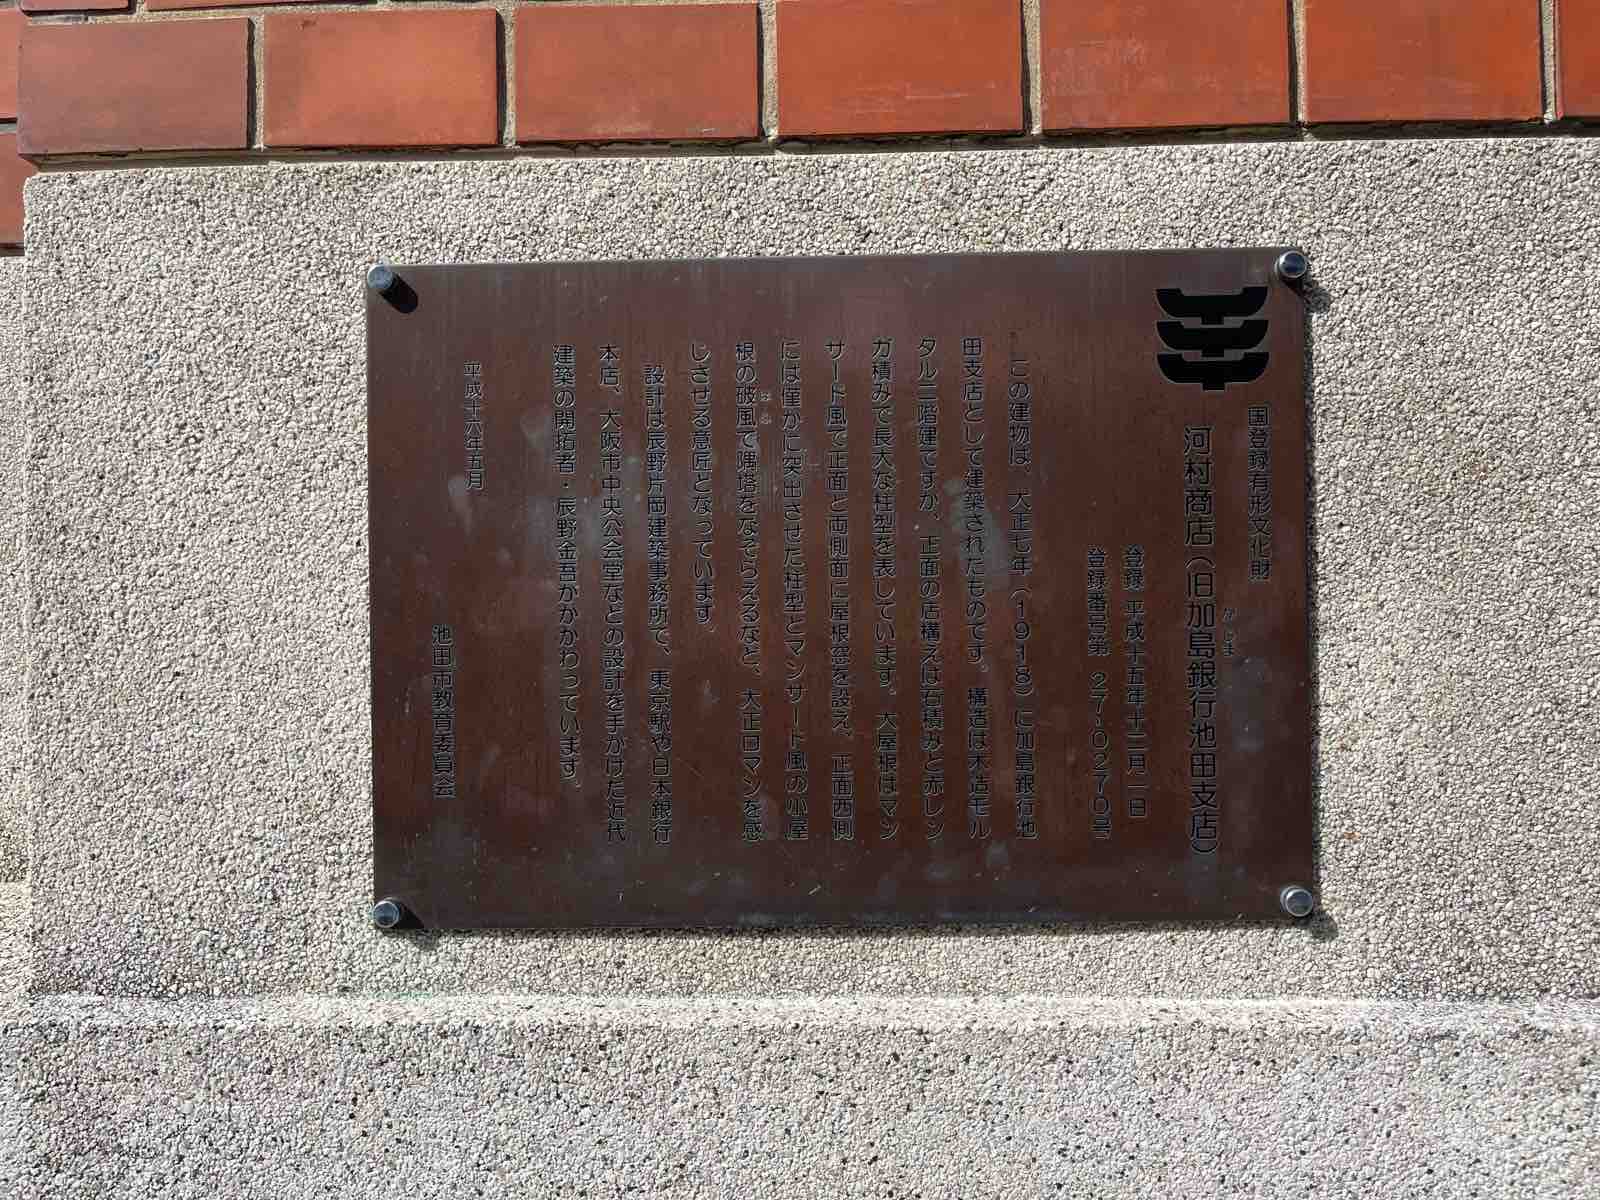 国登録有形文化財
河村商店（旧加島銀行池田支店）
かしま
登録 平成十五年十二月一日
登録番号第 27-0270号
この建物は、大正七年（1918）に加島銀行池
田支店として建築されたものです。構造は木造モル
タル二階建ですが、正面の店構えは石積みと赤レン
ガ積みで長大な柱型を表しています。大屋根はマン
サード風で正面と両側面に屋根窓を設え、正面西側
には僅かに突出させた柱型とマンサード風の小屋
根の破風で隅塔をなぞらえるなど、大正ロマンを感
はふ
じさせる意匠となっています。
設計は辰野片岡建築事務所で、東京駅や日本銀行
本店、大阪市中央公会堂などの設計を手がけた近代
建築の開拓者・辰野金吾がかかわっています。
平成十六年五月
池田市教育委員会